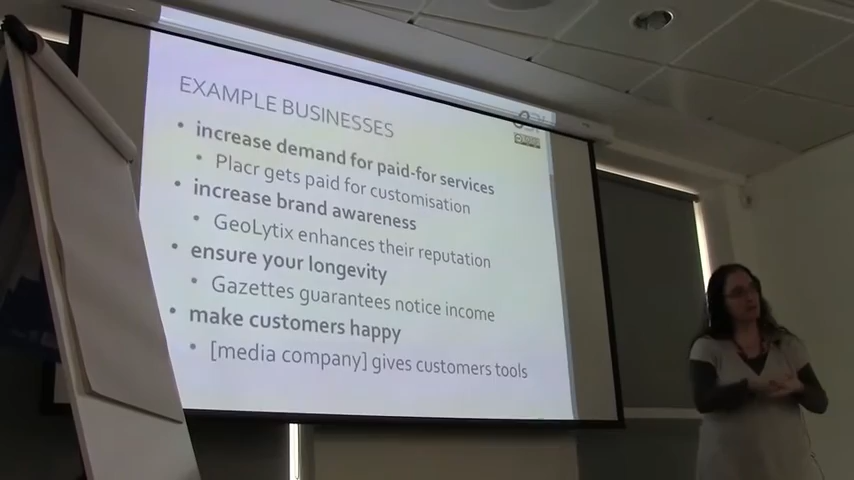 EXAMPLE BUSINESSES
• increase demand for paid-for services
• Placr gets paid for customisation
• increase brand awareness
• GeoLytix enhances their reputation
• ensure your longevity
• Gazettes guarantees notice income
• make customers happy
• [media company] gives customers tools